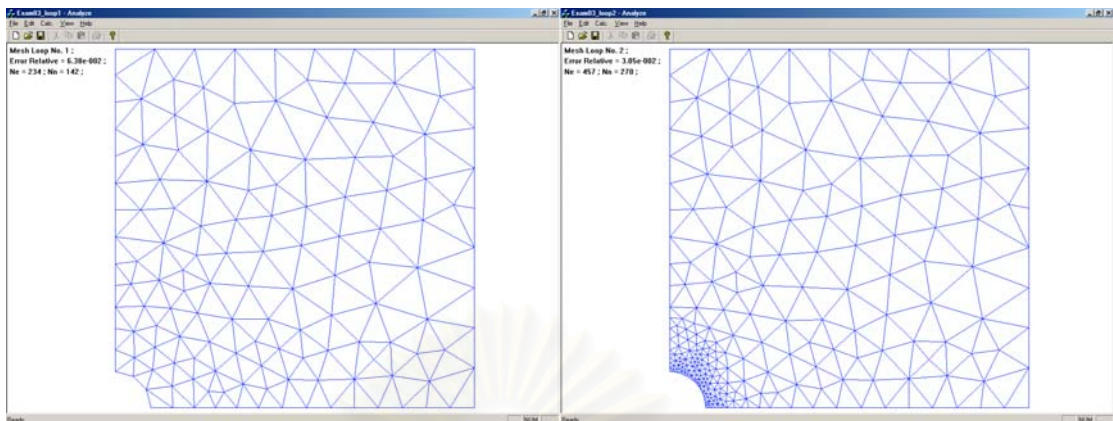 Exam03_loop1 - Analyze
File Edit Calc View Help
Mesh Loop No. 1 ;
Error Relative = 6.38e-002 ;
Ne = 234 ; Nn = 142 ;
Ready
NUM
Exam03_loop2 - Analyze
File Edit Calc View Help
Mesh Loop No. 2 ;
Error Relative = 3.05e-002 ;
Ne = 457 ; Nn = 270 ;
Ready
NUM